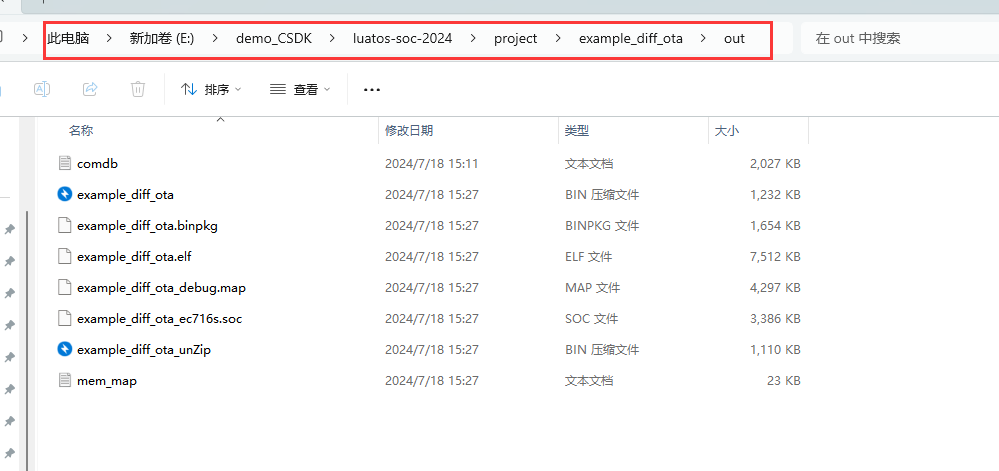 此电脑 > 新加卷 (E:) > demo_CSDK > luatos-soc-2024 > project > example_diff_ota > out 在 out 中搜索
排序 查看 ...
名称 修改日期 类型 大小
comdb 2024/7/18 15:11 文本文档 2,027 KB
example_diff_ota 2024/7/18 15:27 BIN 压缩文件 1,232 KB
example_diff_ota.binpkg 2024/7/18 15:27 BINPKG 文件 1,654 KB
example_diff_ota.elf 2024/7/18 15:27 ELF 文件 7,512 KB
example_diff_ota_debug.map 2024/7/18 15:27 MAP 文件 4,297 KB
example_diff_ota_ec716s.soc 2024/7/18 15:27 SOC 文件 3,386 KB
example_diff_ota_unZip 2024/7/18 15:27 BIN 压缩文件 1,110 KB
mem_map 2024/7/18 15:27 文本文档 23 KB